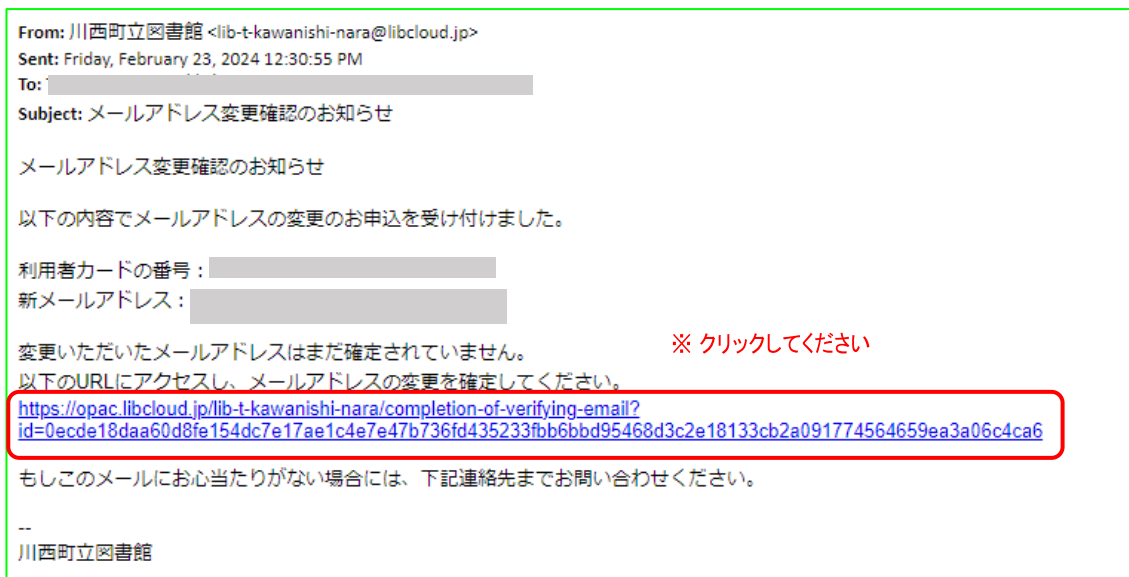 From: 川西町立図書館 <lib-t-kawanishi-nara@libcloud.jp>
Sent: Friday, February 23, 2024 12:30:55 PM
To:
Subject: メールアドレス変更確認のお知らせ
メールアドレス変更確認のお知らせ
以下の内容でメールアドレスの変更のお申込を受け付けました。
利用者カードの番号：
新メールアドレス：
変更いただいたメールアドレスはまだ確定されていません。
※ クリックしてください
以下のURLにアクセスし、メールアドレスの変更を確定してください。
https://opac.libcloud.jp/lib-t-kawanishi-nara/completion-of-verifying-email?
id=0ecde18daa60d8fe154dc7e17ae1c4e7e47b736fd435233fbb6bbd95468d3c2e18133cb2a091774564659ea3a06c4ca6
もしこのメールにお心当たりがない場合には、下記連絡先までお問い合わせください。
--
川西町立図書館